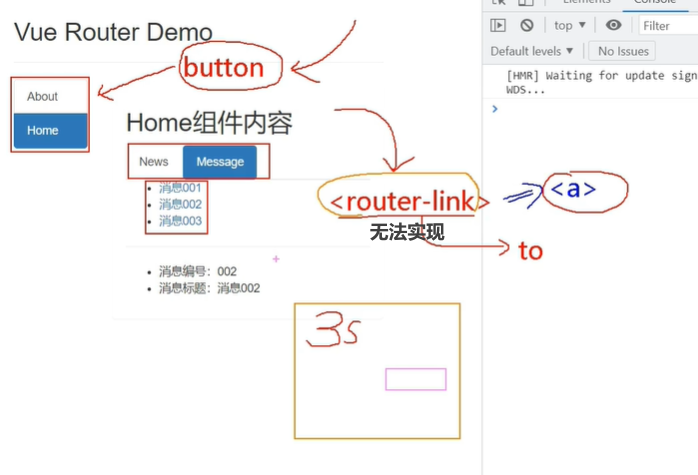 Elements
Console
top
Filter
Default levels
No Issues
[HMR] Waiting for update sign
WDS...
Vue Router Demo
button
About
Home
Home组件内容
News
Message
消息001
消息002
消息003
<router-link>
<a>
无法实现
to
消息编号：002
消息标题：消息002
3s